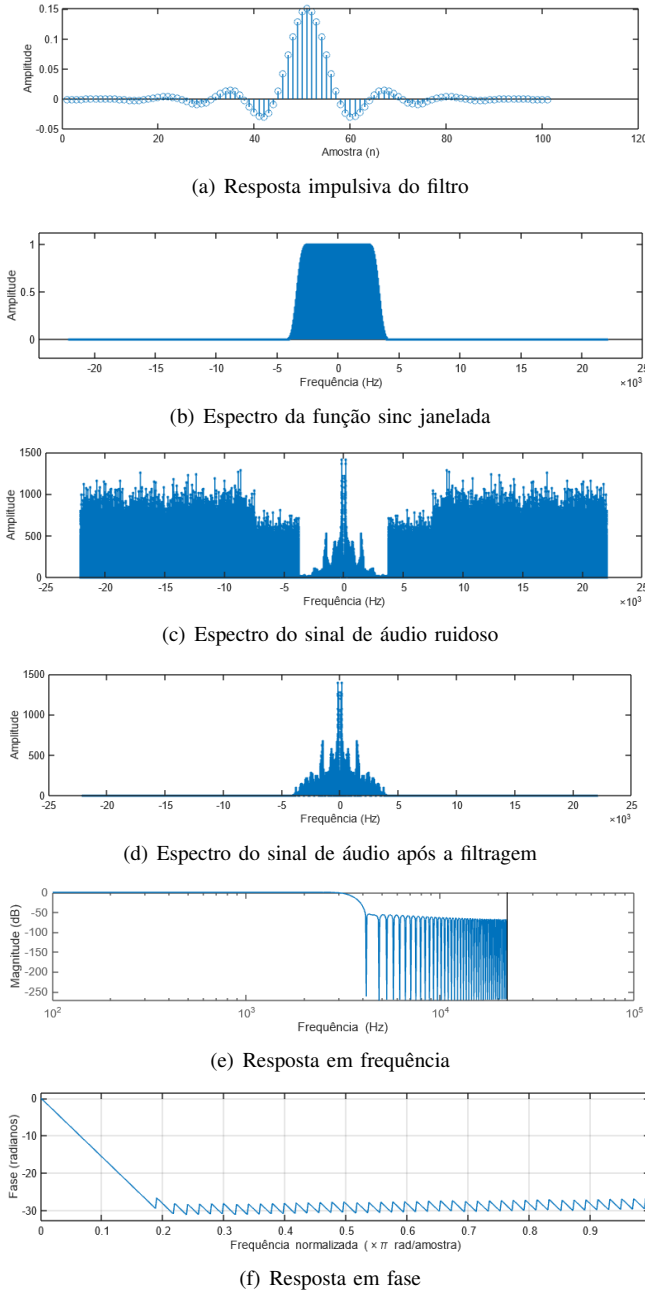 0.15
0.1
0.05
0
-0.05
Amplitude
0 20 40 60 80 100 120
Amostra (n)
(a) Resposta impulsiva do filtro
1
0.5
0
Amplitude
-20 -15 -10 -5 0 5 10 15 20 25
Frequência (Hz)
×10³
(b) Espectro da função sinc janelada
1500
1000
500
0
Amplitude
-25 -20 -15 -10 -5 0 5 10 15 20 25
Frequência (Hz)
×10³
(c) Espectro do sinal de áudio ruidoso
1500
1000
500
0
Amplitude
-25 -20 -15 -10 -5 0 5 10 15 20 25
Frequência (Hz)
×10³
(d) Espectro do sinal de áudio após a filtragem
0
-50
-100
-150
-200
-250
Magnitude (dB)
10² 10³ 10⁴ 10⁵
Frequência (Hz)
(e) Resposta em frequência
0
-10
-20
-30
Fase (radianos)
0 0.1 0.2 0.3 0.4 0.5 0.6 0.7 0.8 0.9
Frequência normalizada (×π rad/amostra)
(f) Resposta em fase